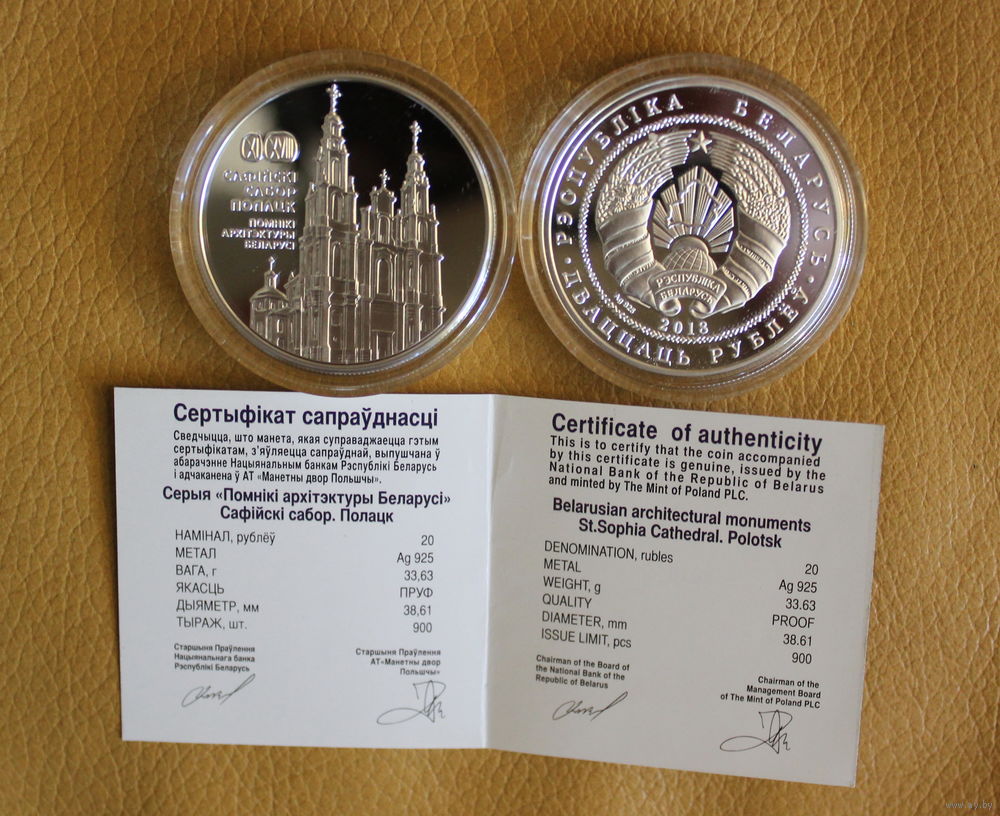 XI XVIII
САФІЙСКІ
САБОР
ПОЛАЦК
ПОМНІКІ
АРХІТЭКТУРЫ
БЕЛАРУСІ
РЭСПУБЛІКА БЕЛАРУСЬ
РЭСПУБЛІКА
БЕЛАРУСЬ
Ag 925
2013
ДВАЦЦАЦЬ РУБЛЁЎ
Сертыфікат сапраўднасці
Сведчыцца, што манета, якая суправаджаецца гэтым
сертыфікатам, з'яўляецца сапраўднай, выпушчана ў
абарачэнне Нацыянальным банкам Рэспублікі Беларусь
і адчаканена ў АТ «Манетны двор Польшчы».
Серыя «Помнікі архітэктуры Беларусі»
Сафійскі сабор. Полацк
НАМІНАЛ, рублёў 20
МЕТАЛ Ag 925
ВАГА, г 33,63
ЯКАСЦЬ ПРУФ
ДЫЯМЕТР, мм 38,61
ТЫРАЖ, шт. 900
Старшыня Праўлення
Нацыянальнага банка
Рэспублікі Беларусь
Старшыня Праўлення
АТ«Манетны двор
Польшчы»
Certificate of authenticity
This is to certify that the coin accompanied
by this certificate is genuine, issued by the
National Bank of the Republic of Belarus
and minted by The Mint of Poland PLC.
Belarusian architectural monuments
St.Sophia Cathedral. Polotsk
DENOMINATION, rubles 20
METAL Ag 925
WEIGHT, g 33.63
QUALITY PROOF
DIAMETER, mm 38.61
ISSUE LIMIT, pcs 900
Chairman of the Board of
the National Bank of the
Republic of Belarus
Chairman of the
Management Board
of The Mint of Poland PLC
www.ay.by